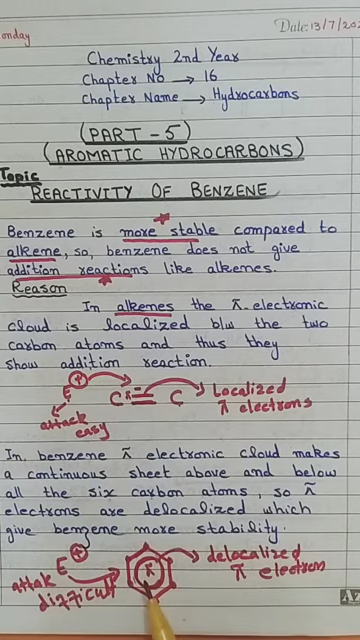 onday
Date: 13/7/202
Chemistry 2nd Year
Chapter No → 16
Chapter Name → Hydrocarbons
(PART - 5)
(AROMATIC HYDROCARBONS)
Topic
REACTIVITY OF BENZENE
Benzene is more stable compared to
alkene, so, benzene does not give
addition reactions like alkenes.
Reason
In alkenes the π-electronic
cloud is localized b/w the two
carbon atoms and thus they
show addition reaction.
E⊕ C π= C → Localized
π electrons
attack
easy
In benzene π electronic cloud makes
a continuous sheet above and below
all the six carbon atoms, so π
electrons are delocalized which
give benzene more stability.
E⊕ π → delocalized
π electron
attak
difficult